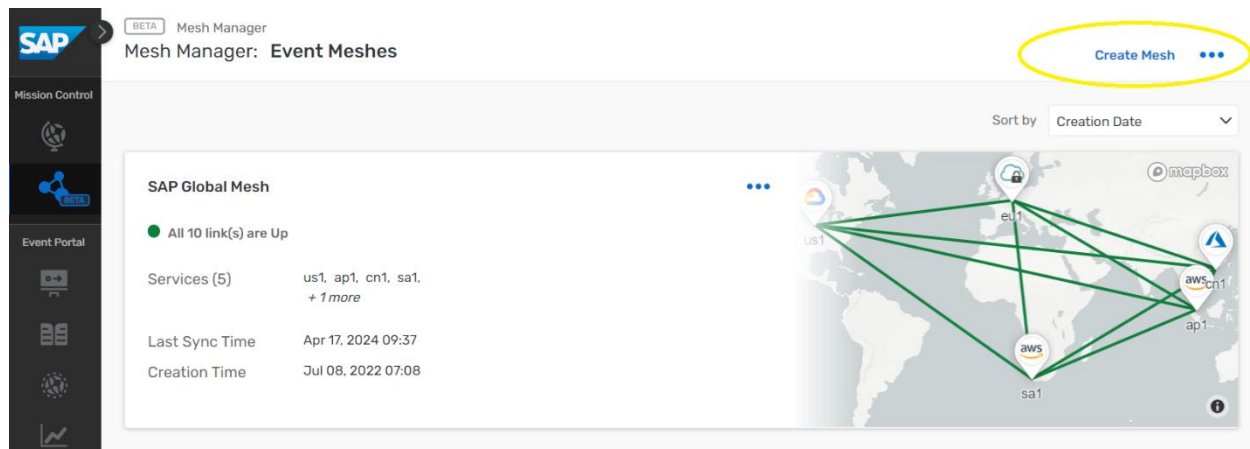 SAP
BETA Mesh Manager
Mesh Manager: Event Meshes
Create Mesh
Mission Control
BETA
Event Portal
Sort by Creation Date
SAP Global Mesh
All 10 link(s) are Up
Services (5) us1, ap1, cn1, sa1,
+ 1 more
Last Sync Time Apr 17, 2024 09:37
Creation Time Jul 08, 2022 07:08
mapbox
eu1
us1
aws
cn1
ap1
aws
sa1